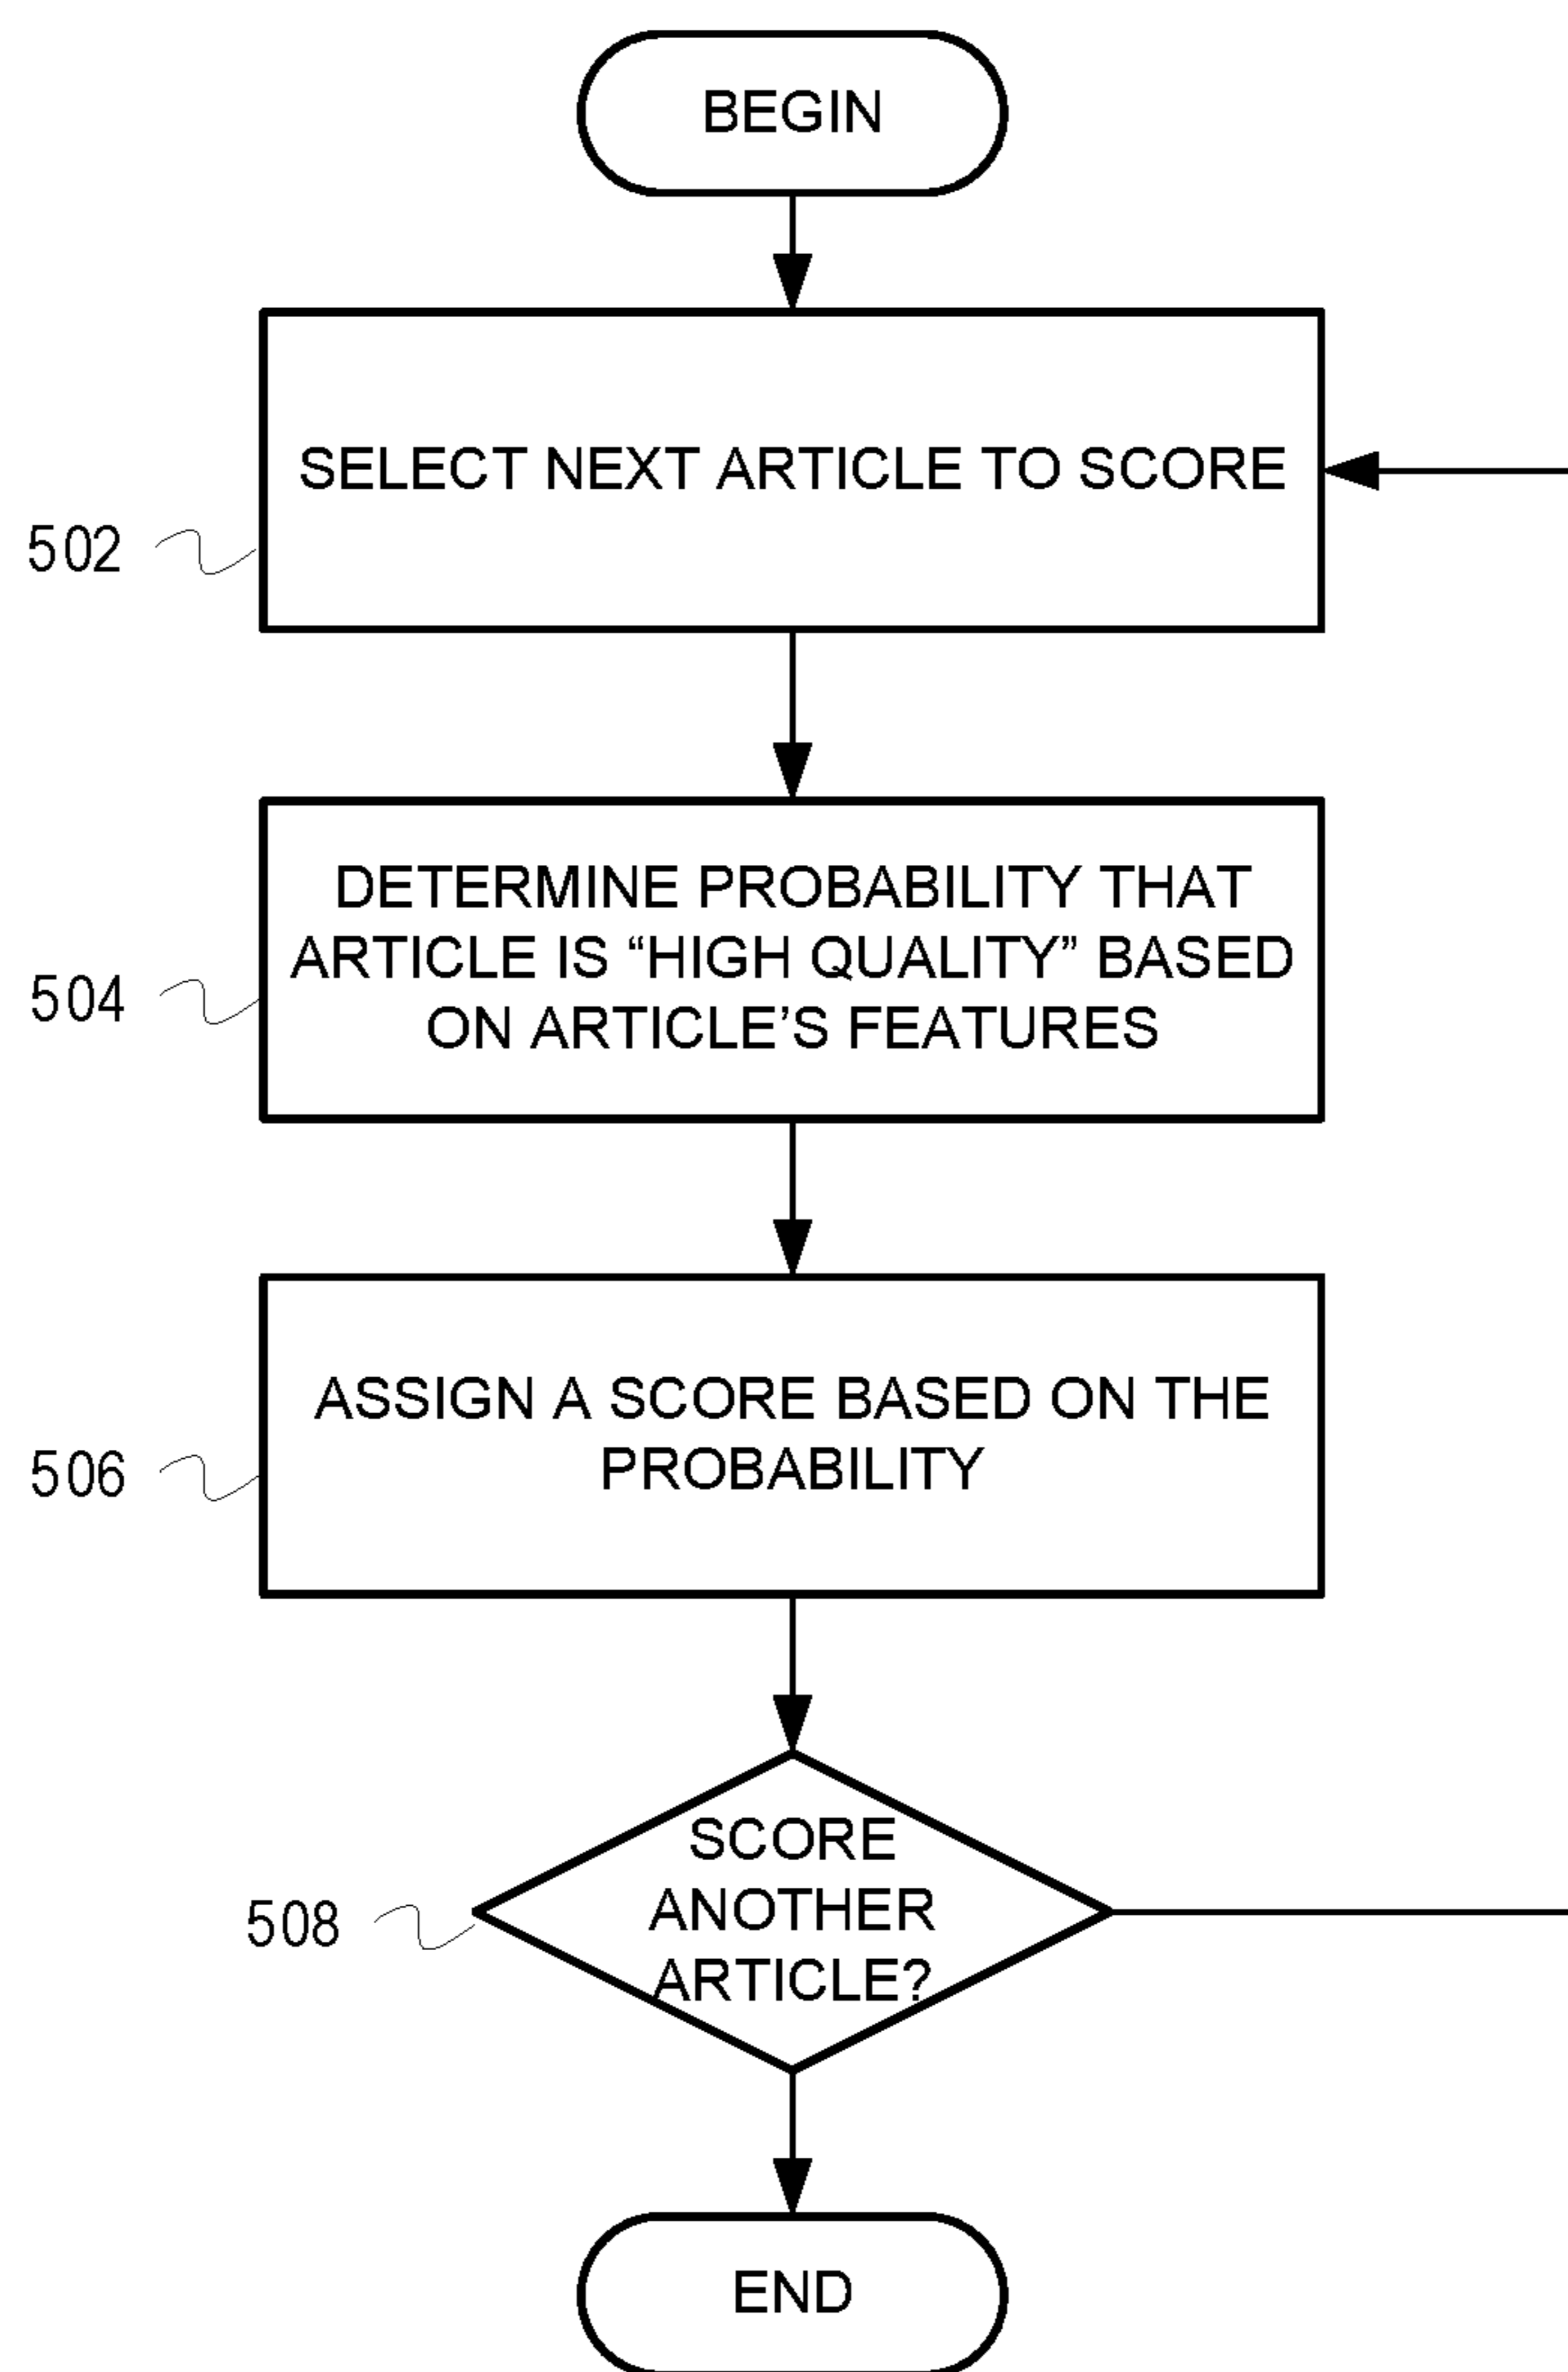 BEGIN
SELECT NEXT ARTICLE TO SCORE
502
DETERMINE PROBABILITY THAT
ARTICLE IS “HIGH QUALITY” BASED
ON ARTICLE’S FEATURES
504
ASSIGN A SCORE BASED ON THE
PROBABILITY
506
SCORE
ANOTHER
ARTICLE?
508
END